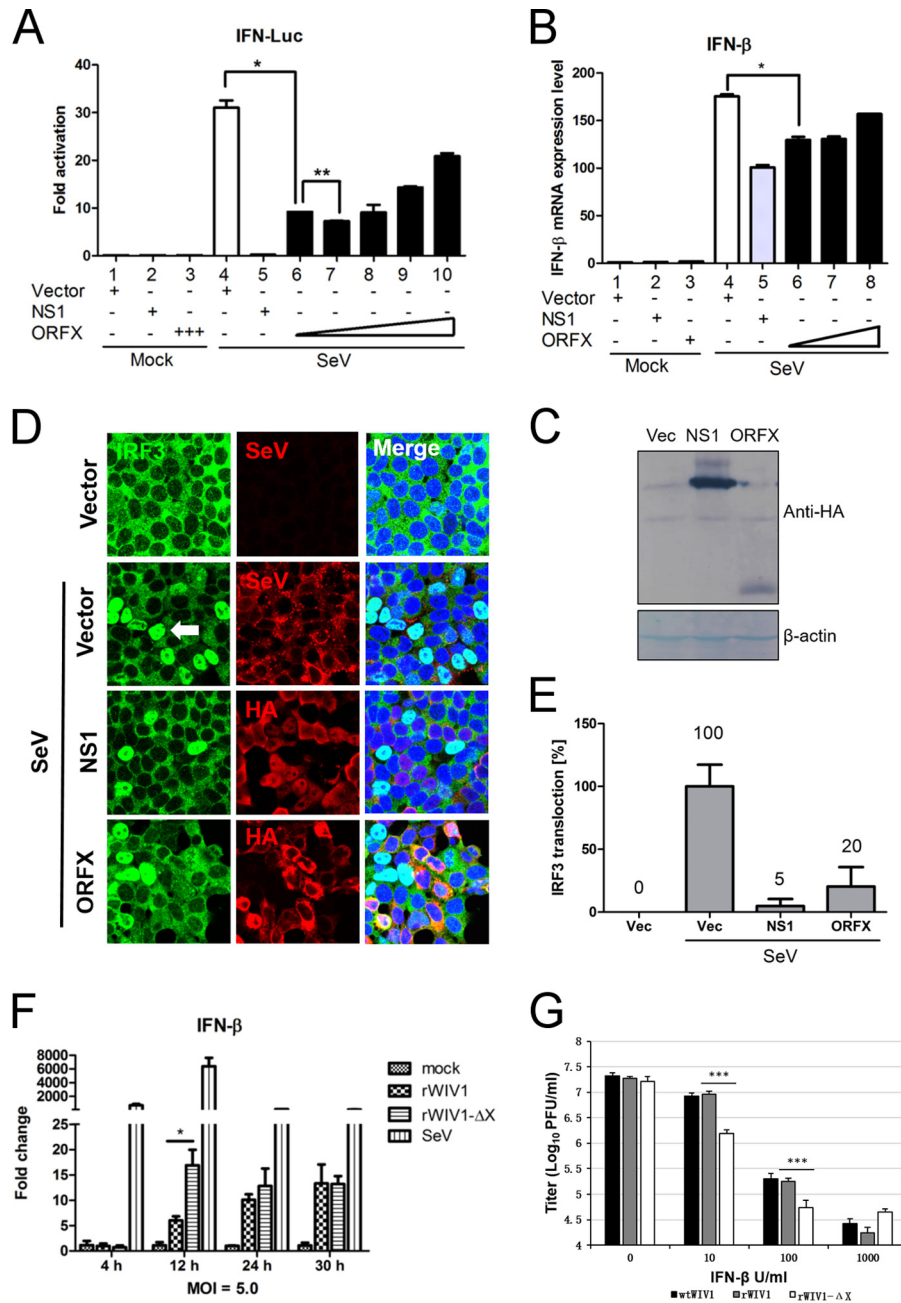 A
IFN-Luc
Fold activation
40
30
20
10
0
*
**
1 2 3 4 5 6 7 8 9 10
Vector + - - + - - - - - -
NS1 - + - - + - - - - -
ORFX - - +++ - -
Mock SeV
B
IFN-β
IFN-β mRNA expression level
200
150
100
50
0
*
1 2 3 4 5 6 7 8
Vector + - - + - - - -
NS1 - + - - + - - -
ORFX - - + - -
Mock SeV
D
IRF3 SeV Merge
Vector
SeV
Vector
SeV
HA
NS1
HA
ORFX
C
Vec NS1 ORFX
Anti-HA
β-actin
E
IRF3 transloction [%]
150
100
50
0
0 100 5 20
Vec Vec NS1 ORFX
SeV
F
IFN-β
Fold change
8000
6000
4000
2000
25
20
15
10
5
0
*
4 h 12 h 24 h 30 h
MOI = 5.0
mock
rWIV1
rWIV1-ΔX
SeV
G
Titer (Log10 PFU/ml)
8
7.5
7
6.5
6
5.5
5
4.5
4
***
***
0 10 100 1000
IFN-β U/ml
wtWIV1 rWIV1 rWIV1-ΔX